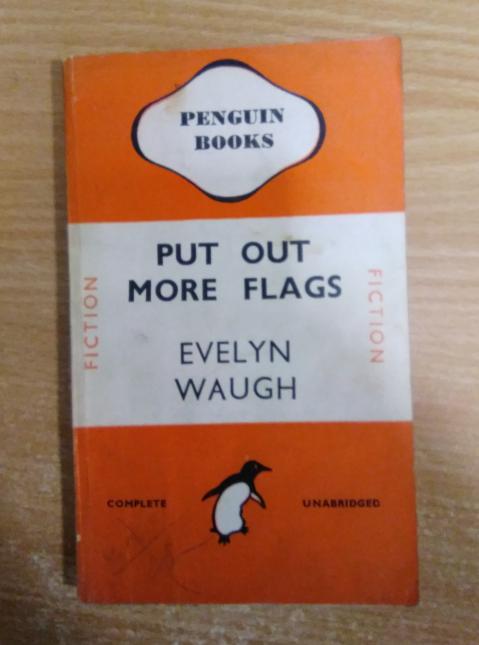 PENGUIN
BOOKS
PUT OUT
MORE FLAGS
FICTION
FICTION
EVELYN
WAUGH
COMPLETE
UNABRIDGED